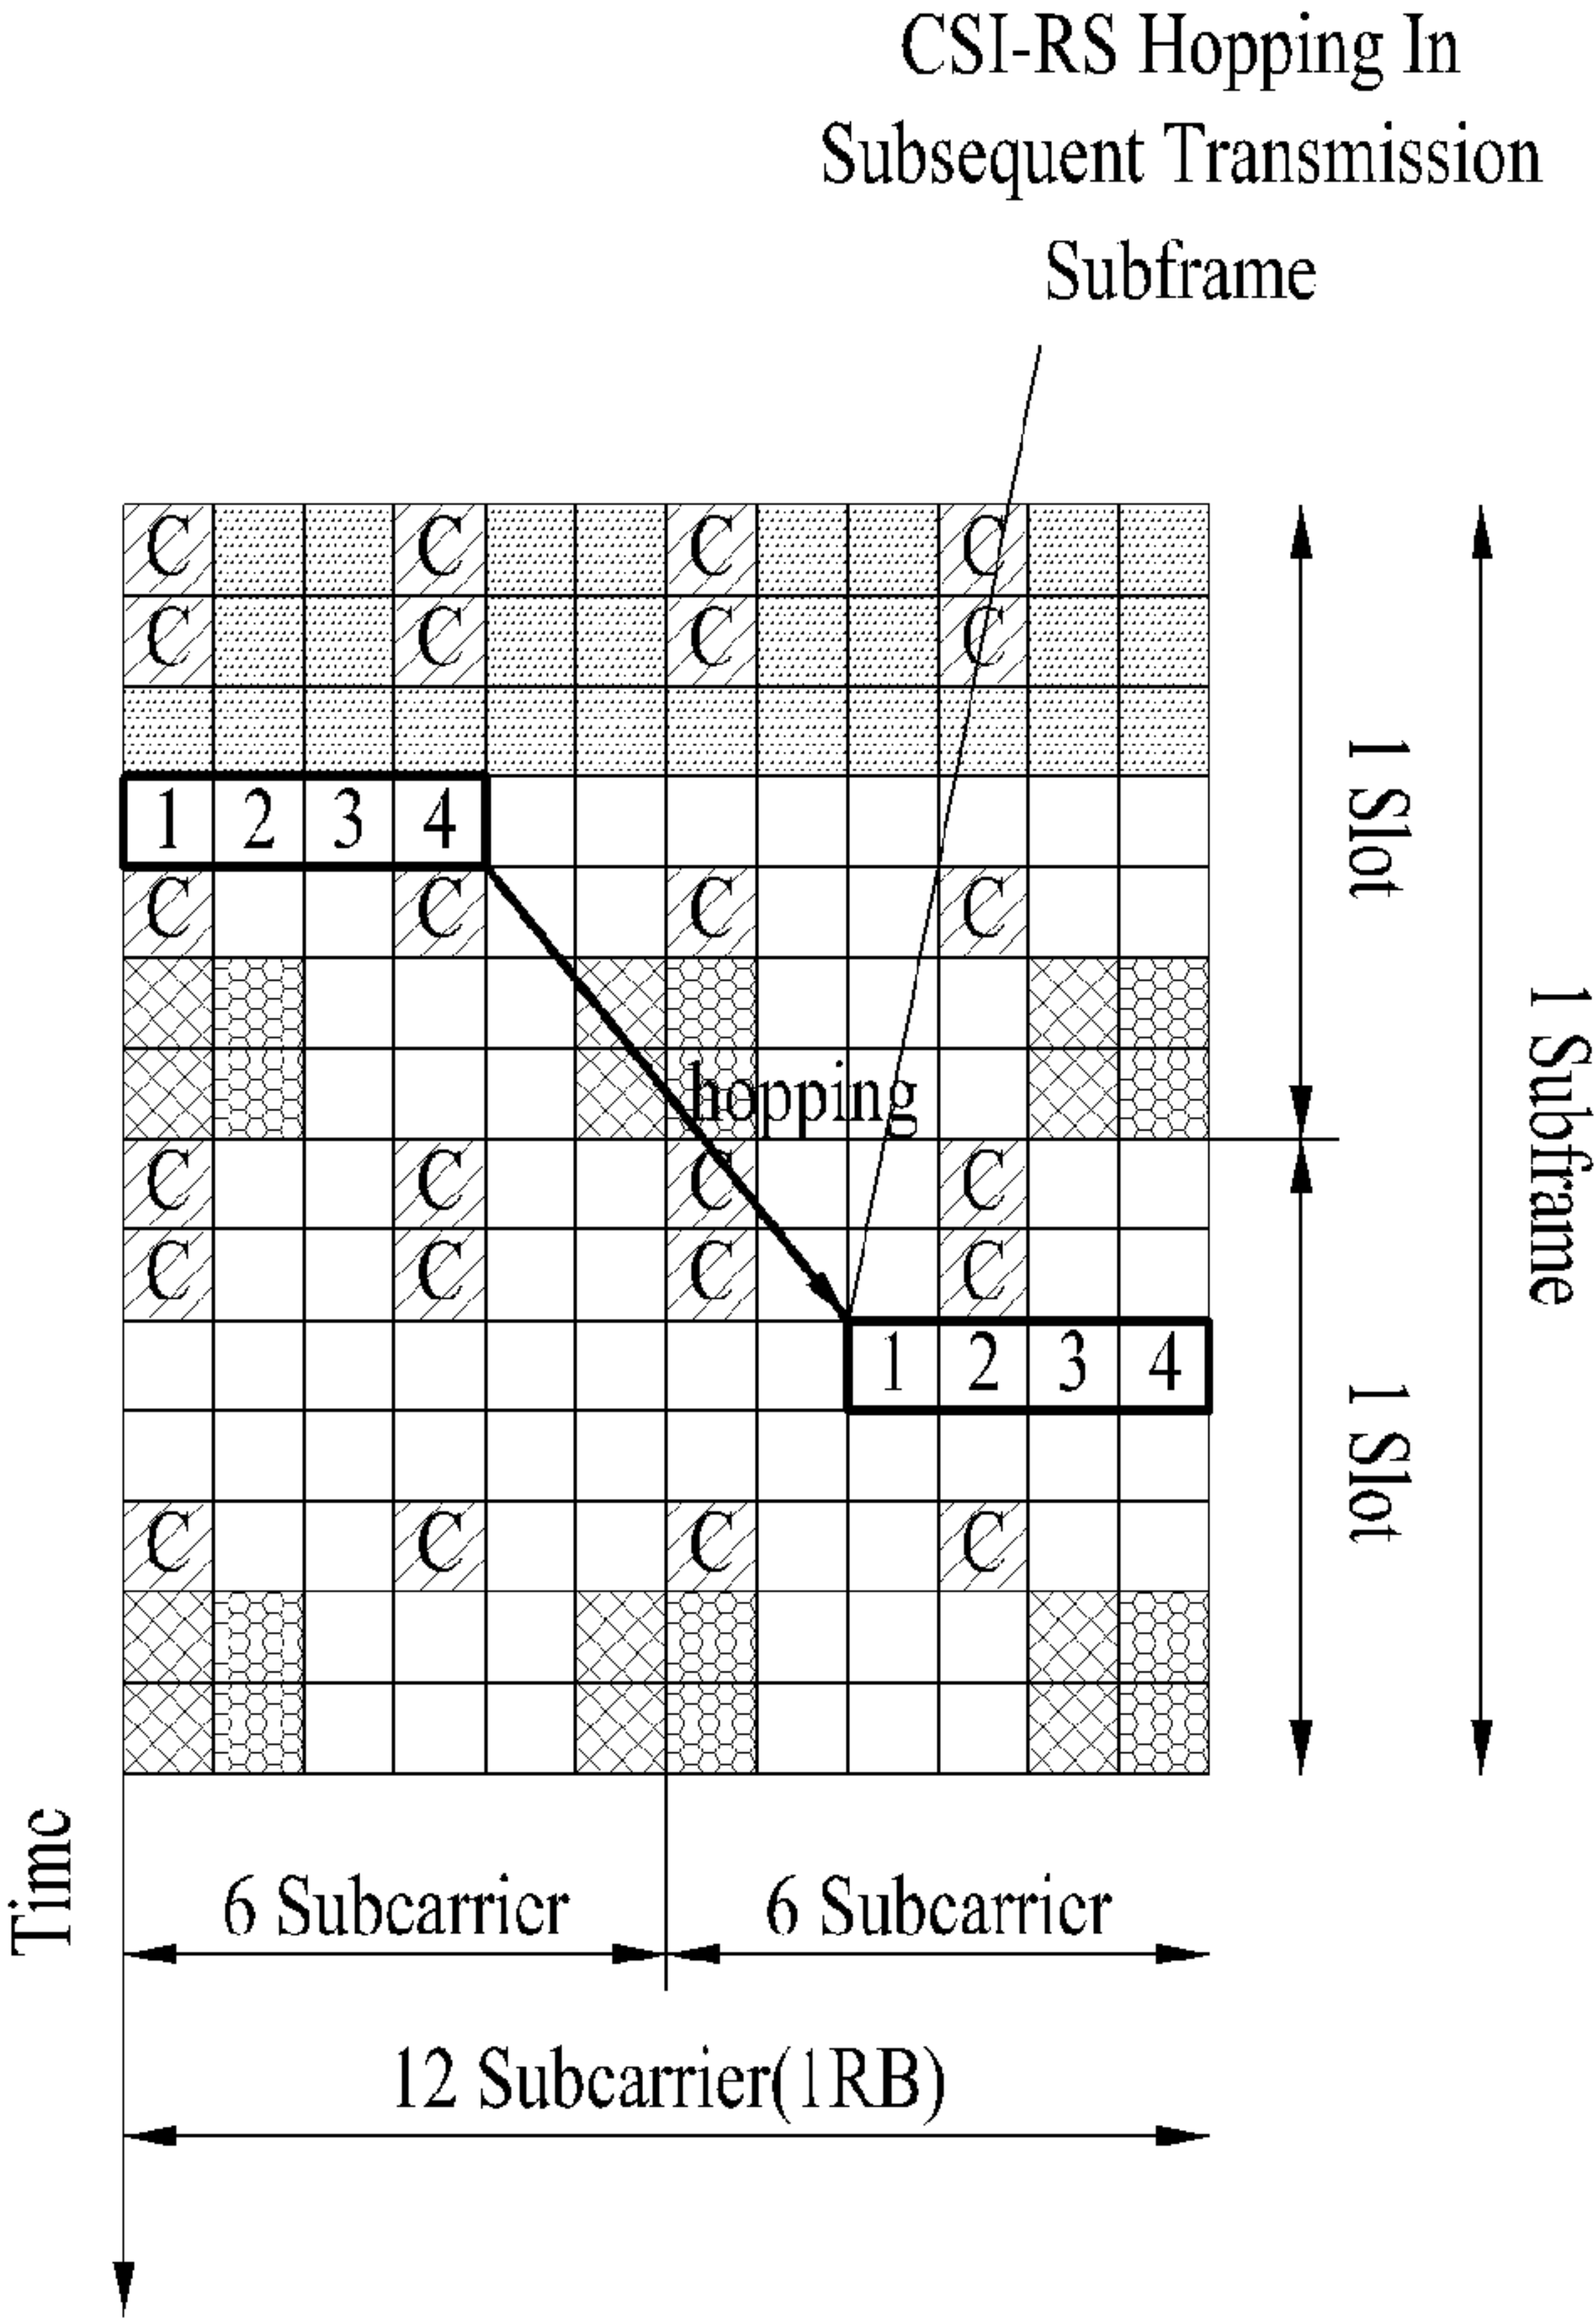 CSI-RS Hopping In
Subsequent Transmission
Subframe
C C C C
C C C C
1 2 3 4
C C C C
hopping
C C C C
C C C C
1 2 3 4
C C C C
1 Slot
1 Slot
1 Subframe
Time
6 Subcarrier 6 Subcarrier
12 Subcarrier(1RB)